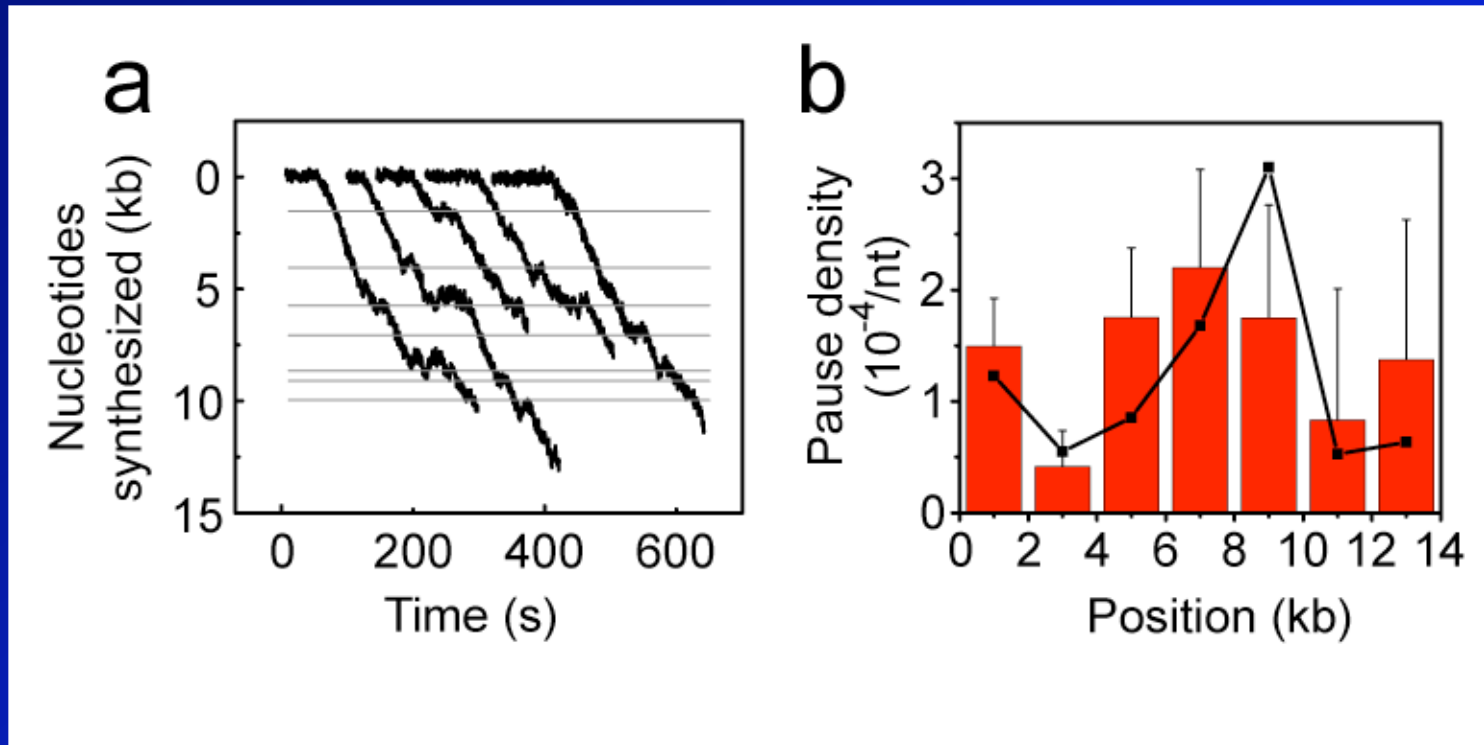 a
Nucleotides
synthesized (kb)
0
5
10
15
0
200
400
600
Time (s)
b
Pause density
(10⁻⁴/nt)
3
2
1
0
0
2
4
6
8
10
12
14
Position (kb)